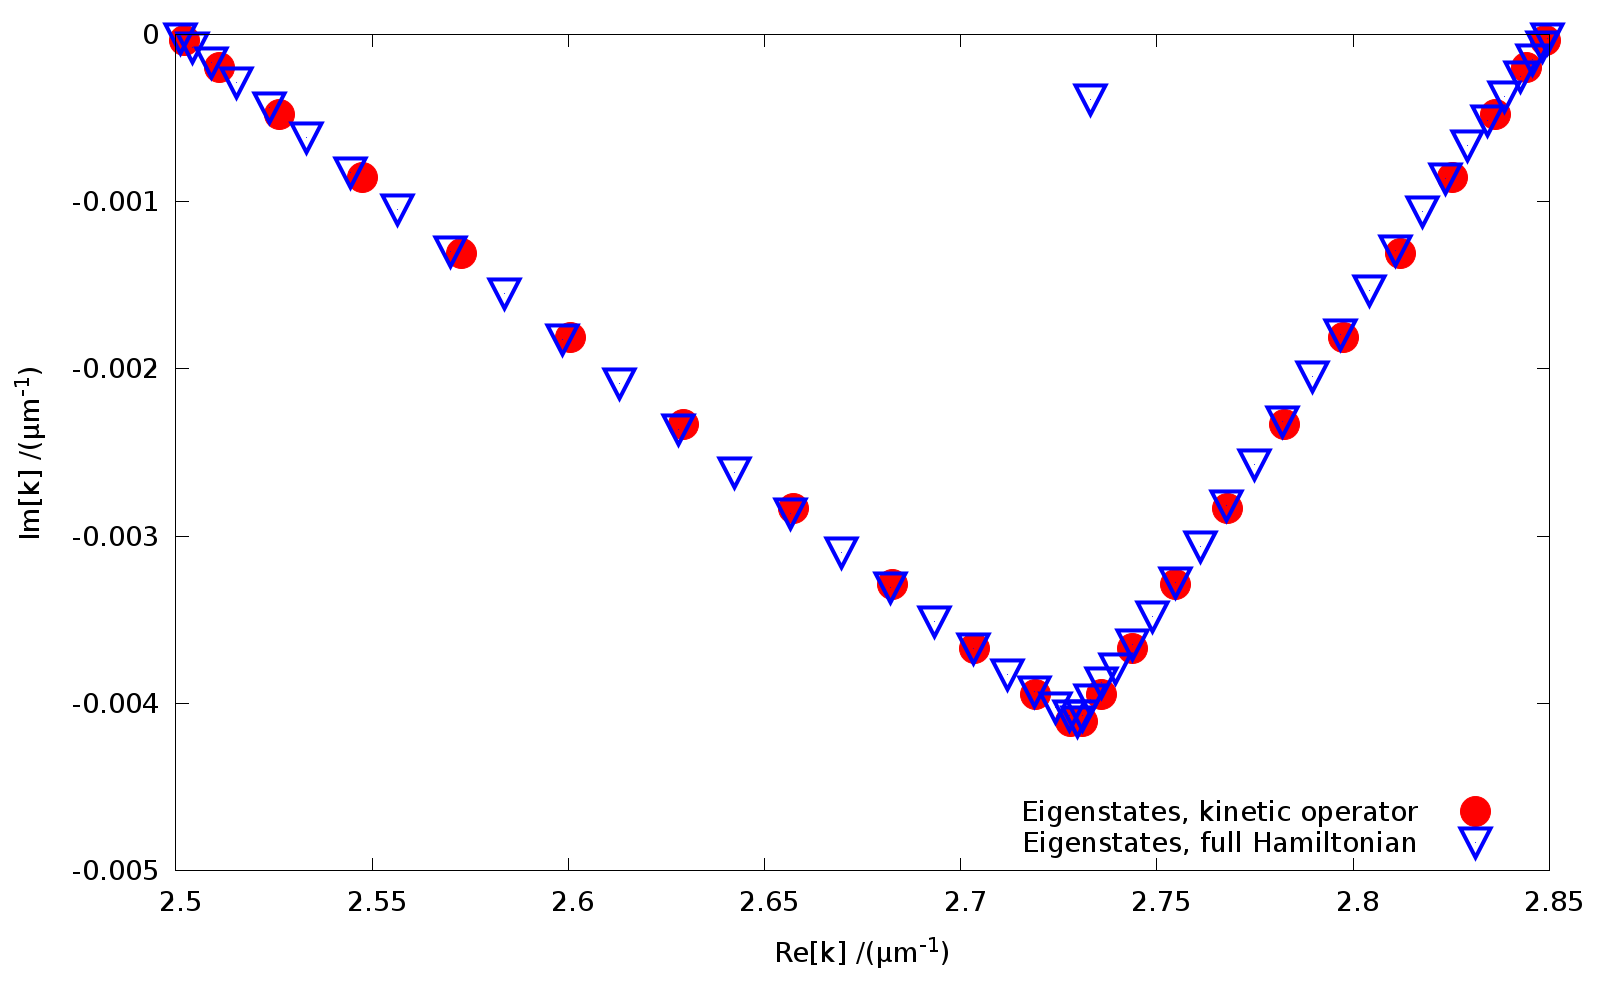 0
-0.001
-0.002
-0.003
-0.004
-0.005
2.5 2.55 2.6 2.65 2.7 2.75 2.8 2.85
Im[k] /(μm⁻¹)
Re[k] /(μm⁻¹)
Eigenstates, kinetic operator
Eigenstates, full Hamiltonian